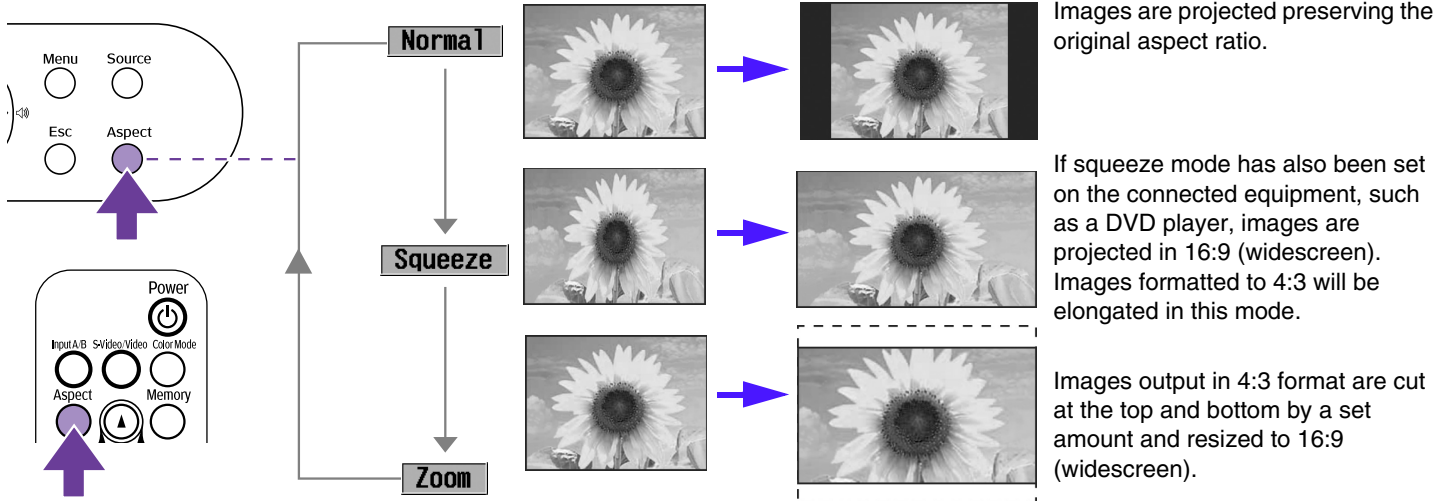 Menu
Source
Esc
Aspect
Power
Input A/B
S-Video/Video
Color Mode
Aspect
Memory
Normal
Squeeze
Zoom
Images are projected preserving the
original aspect ratio.
If squeeze mode has also been set
on the connected equipment, such
as a DVD player, images are
projected in 16:9 (widescreen).
Images formatted to 4:3 will be
elongated in this mode.
Images output in 4:3 format are cut
at the top and bottom by a set
amount and resized to 16:9
(widescreen).